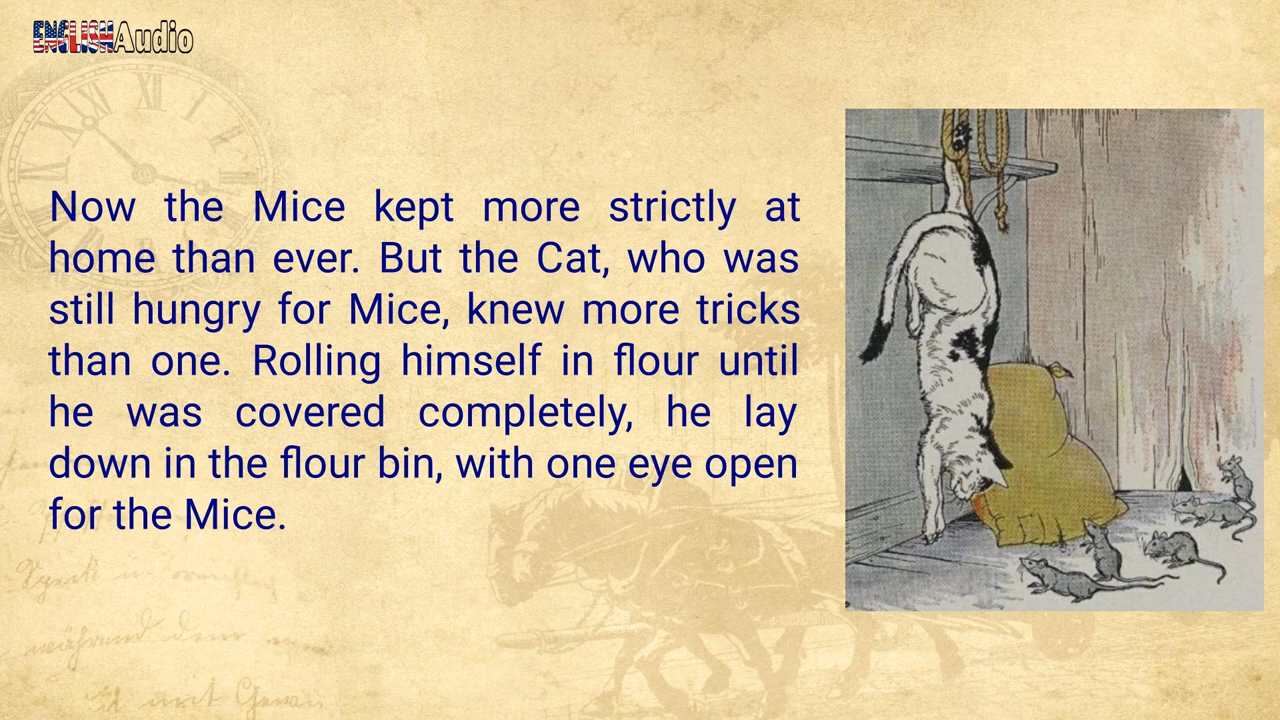 ENGLISHAudio
Now the Mice kept more strictly at
home than ever. But the Cat, who was
still hungry for Mice, knew more tricks
than one. Rolling himself in flour until
he was covered completely, he lay
down in the flour bin, with one eye open
for the Mice.